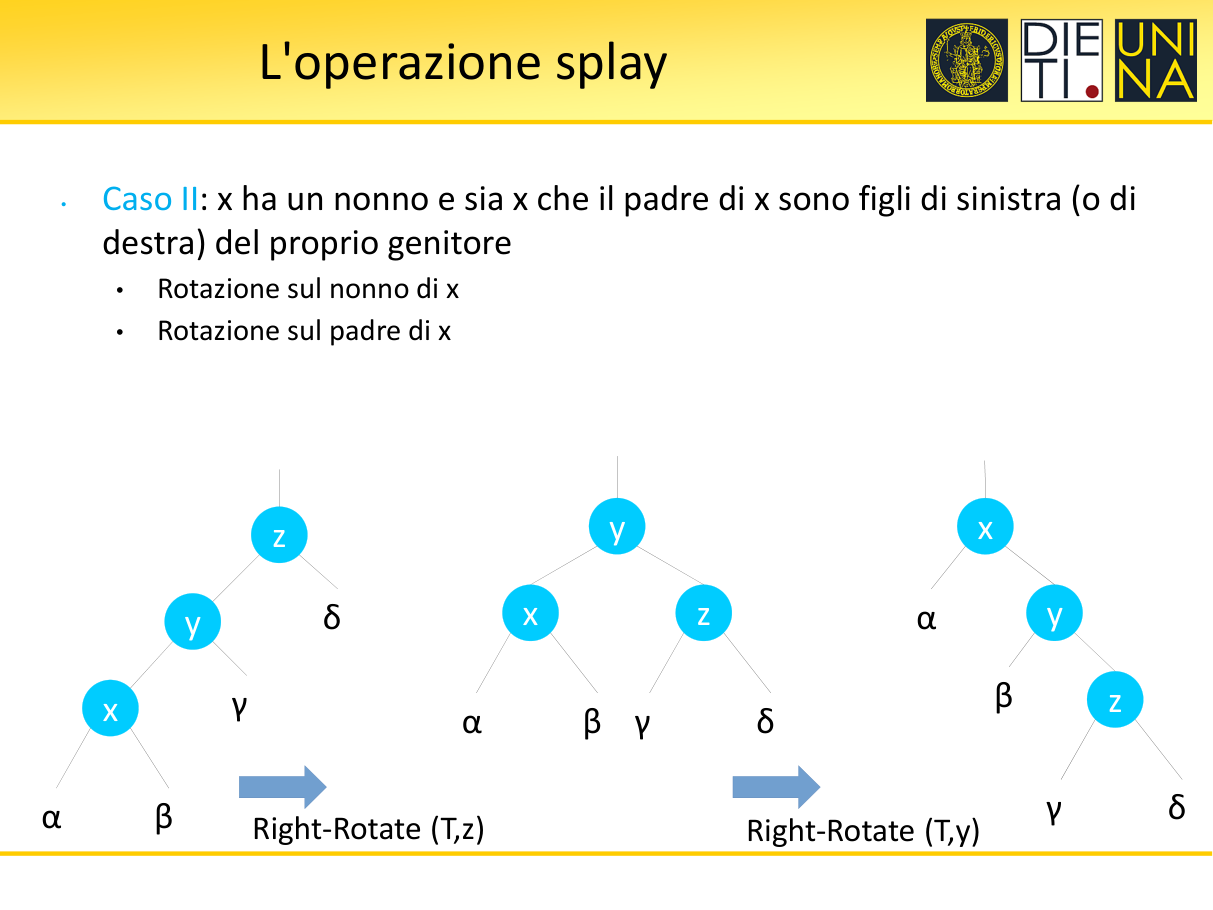 L'operazione splay
DIE
TI.
UNI
NA
• Caso II: x ha un nonno e sia x che il padre di x sono figli di sinistra (o di
destra) del proprio genitore
• Rotazione sul nonno di x
• Rotazione sul padre di x
z
y
δ
x
γ
α
β
Right-Rotate (T,z)
y
x
z
α
β
γ
δ
Right-Rotate (T,y)
x
α
y
β
z
γ
δ